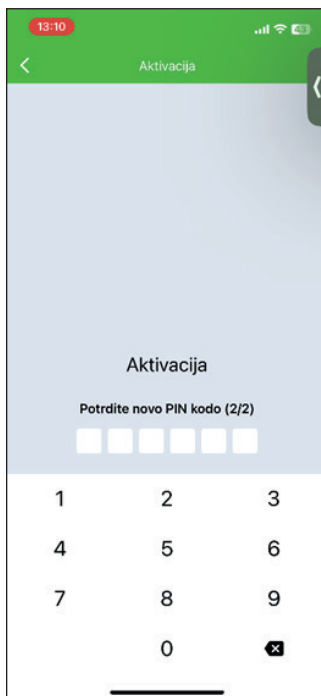 13:10
43
Aktivacija
Aktivacija
Potrdite novo PIN kodo (2/2)
1 2 3
4 5 6
7 8 9
0